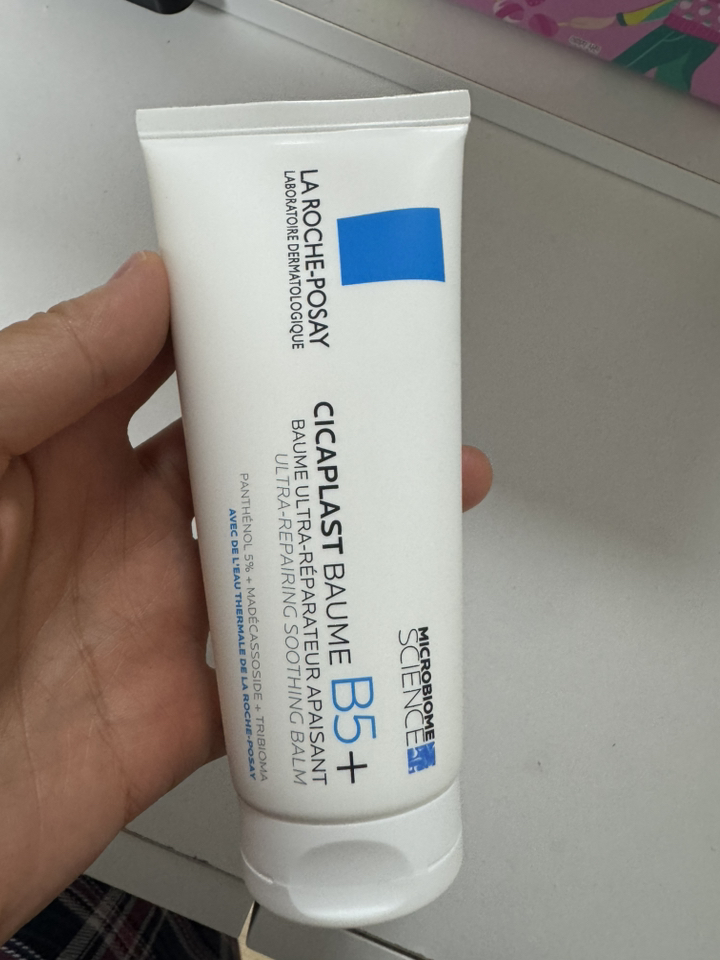 LA ROCHE-POSAY
LABORATOIRE DERMATOLOGIQUE
MICROBIOME
SCIENCE
CICAPLAST BAUME B5+
BAUME ULTRA-RÉPARATEUR APAISANT
ULTRA-REPAIRING SOOTHING BALM
PANTHÉNOL 5% + MADÉCASSOSIDE + TRIBIOMA
AVEC DE L'EAU THERMALE DE LA ROCHE-POSAY